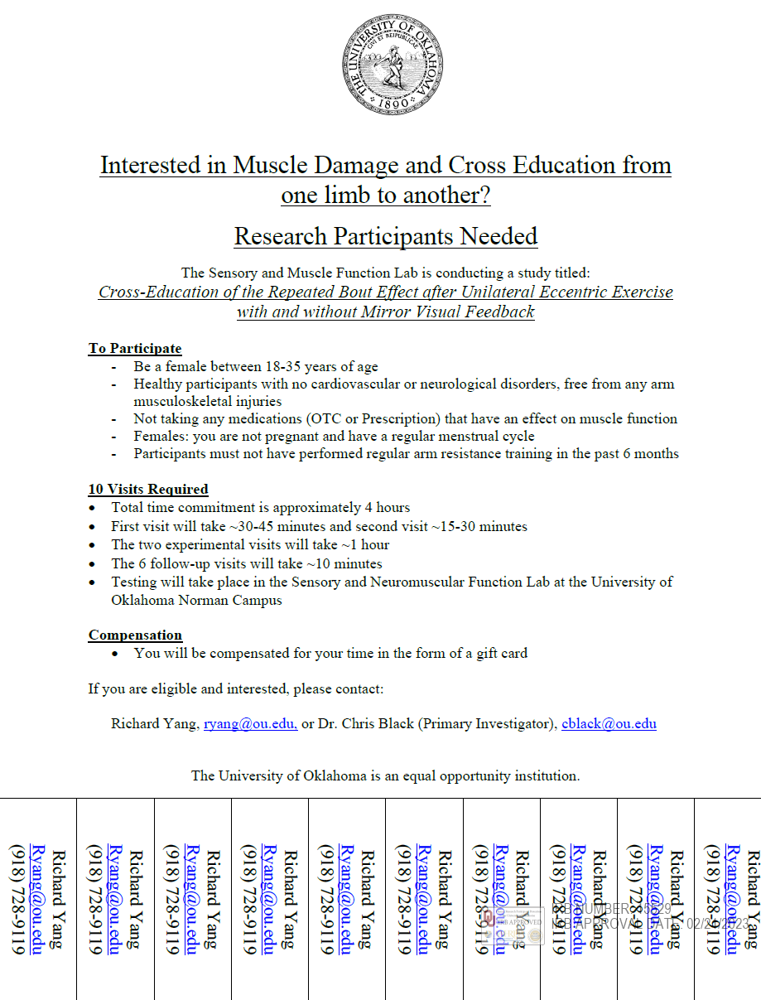 THE UNIVERSITY OF OKLAHOMA
CIVI ET REIPUBLICAE
1890
Interested in Muscle Damage and Cross Education from
one limb to another?
Research Participants Needed
The Sensory and Muscle Function Lab is conducting a study titled:
Cross-Education of the Repeated Bout Effect after Unilateral Eccentric Exercise
with and without Mirror Visual Feedback
To Participate
- Be a female between 18-35 years of age
- Healthy participants with no cardiovascular or neurological disorders, free from any arm
musculoskeletal injuries
- Not taking any medications (OTC or Prescription) that have an effect on muscle function
- Females: you are not pregnant and have a regular menstrual cycle
- Participants must not have performed regular arm resistance training in the past 6 months
10 Visits Required
• Total time commitment is approximately 4 hours
• First visit will take ~30-45 minutes and second visit ~15-30 minutes
• The two experimental visits will take ~1 hour
• The 6 follow-up visits will take ~10 minutes
• Testing will take place in the Sensory and Neuromuscular Function Lab at the University of
Oklahoma Norman Campus
Compensation
• You will be compensated for your time in the form of a gift card
If you are eligible and interested, please contact:
Richard Yang, ryang@ou.edu, or Dr. Chris Black (Primary Investigator), cblack@ou.edu
The University of Oklahoma is an equal opportunity institution.
Richard Yang
Ryang@ou.edu
(918) 728-9119
Richard Yang
Ryang@ou.edu
(918) 728-9119
Richard Yang
Ryang@ou.edu
(918) 728-9119
Richard Yang
Ryang@ou.edu
(918) 728-9119
Richard Yang
Ryang@ou.edu
(918) 728-9119
Richard Yang
Ryang@ou.edu
(918) 728-9119
Richard Yang
Ryang@ou.edu
(918) 728-9119
Richard Yang
Ryang@ou.edu
(918) 728-9119
Richard Yang
Ryang@ou.edu
(918) 728-9119
Richard Yang
Ryang@ou.edu
(918) 728-9119
IRB APPROVED
IRB NUMBER:
IRB APPROVAL DATE: